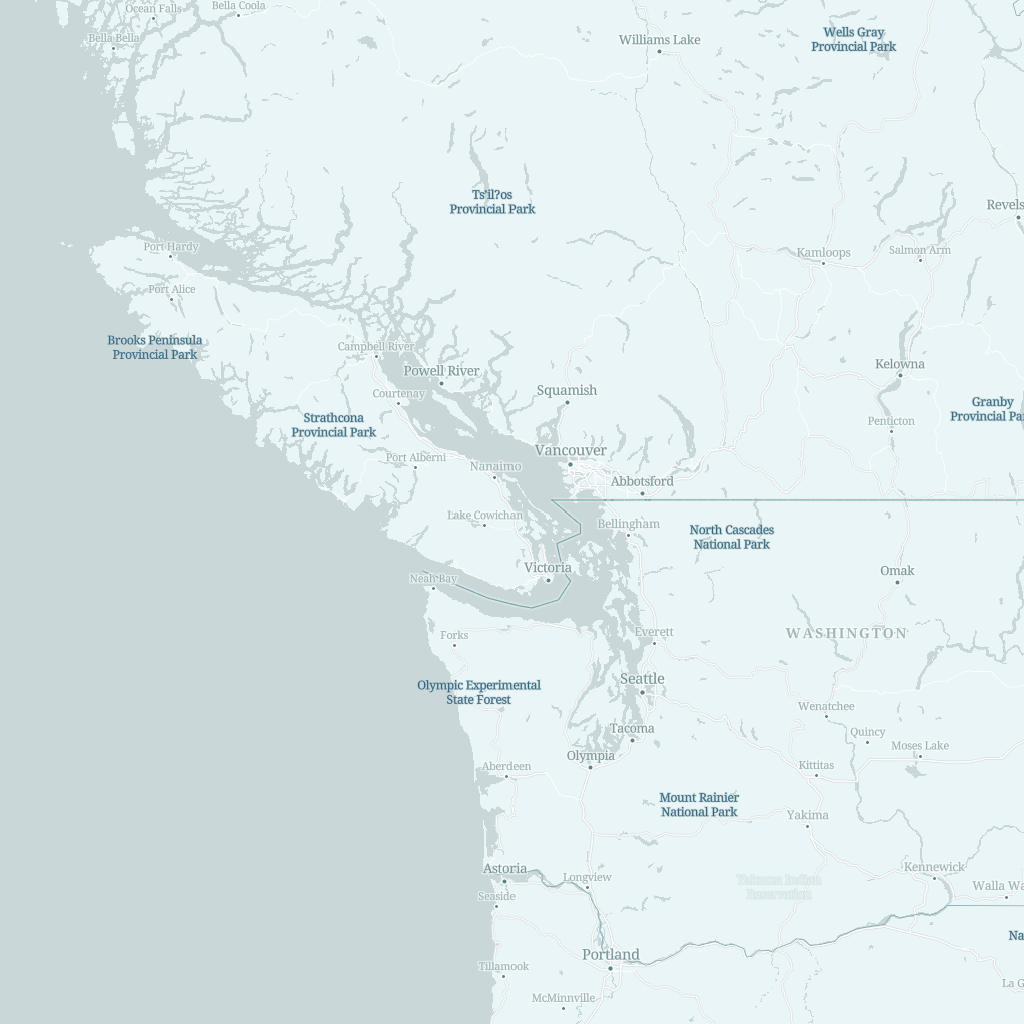 Ocean Falls
Bella Coola
Bella Bella
Williams Lake
Wells Gray
Provincial Park
Ts'il?os
Provincial Park
Revels
Port Hardy
Kamloops
Salmon Arm
Port Alice
Brooks Peninsula
Provincial Park
Campbell River
Powell River
Kelowna
Courtenay
Squamish
Granby
Provincial Par
Strathcona
Provincial Park
Penticton
Port Alberni
Nanaimo
Vancouver
Abbotsford
Lake Cowichan
Bellingham
North Cascades
National Park
Victoria
Neah Bay
Omak
Forks
Everett
WASHINGTON
Olympic Experimental
State Forest
Seattle
Wenatchee
Tacoma
Quincy
Moses Lake
Olympia
Aberdeen
Kittitas
Mount Rainier
National Park
Yakima
Astoria
Longview
Yakama Indian
Reservation
Kennewick
Walla Wa
Seaside
Na
Portland
Tillamook
La G
McMinnville